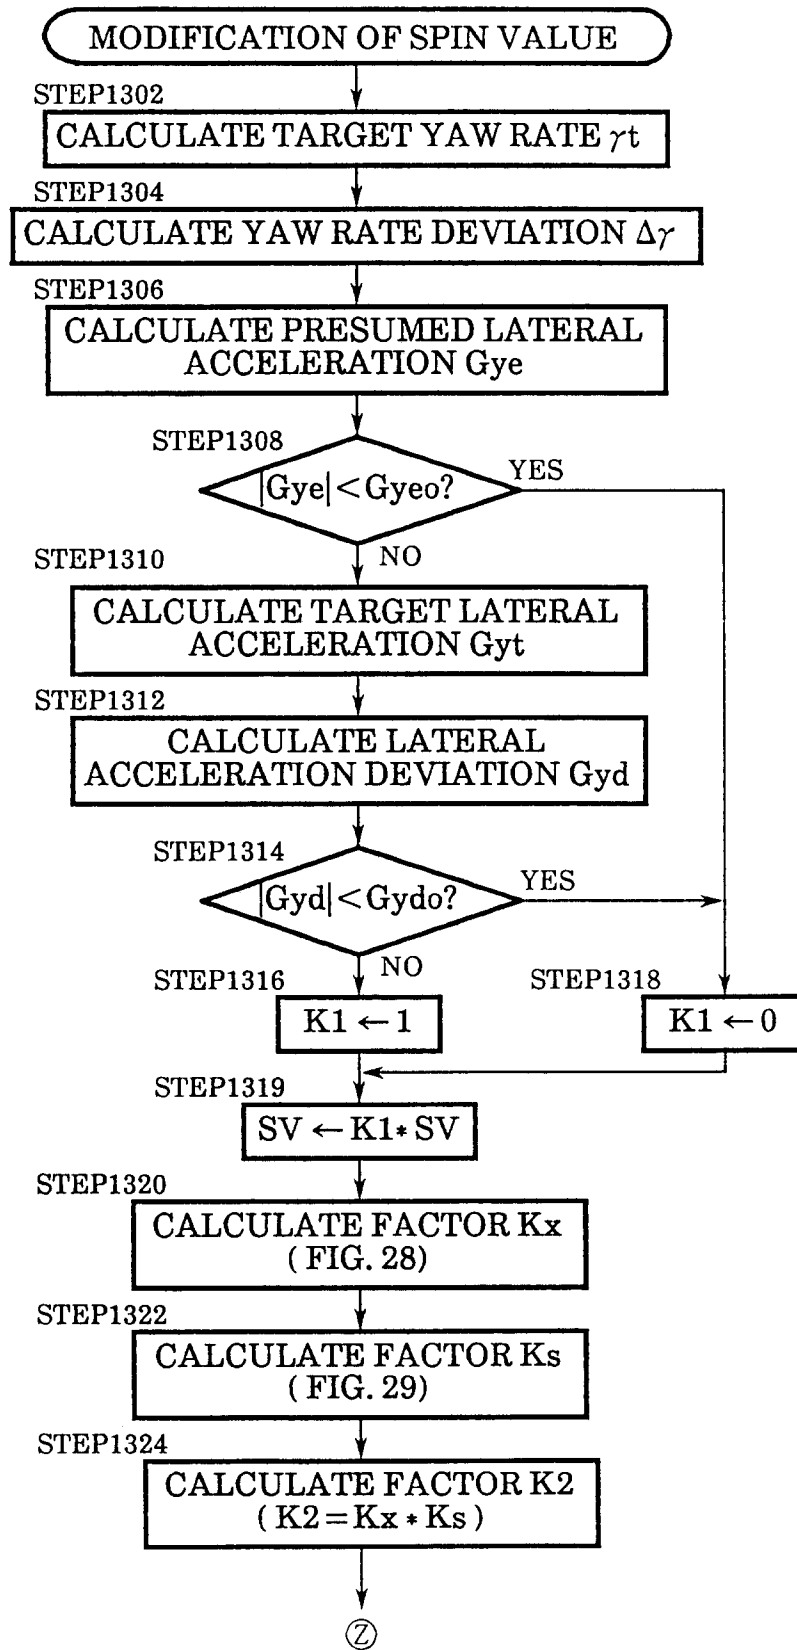 MODIFICATION OF SPIN VALUE
STEP1302
CALCULATE TARGET YAW RATE γt
STEP1304
CALCULATE YAW RATE DEVIATION Δγ
STEP1306
CALCULATE PRESUMED LATERAL
ACCELERATION Gye
STEP1308
|Gye|<Gyeo?
YES
NO
STEP1310
CALCULATE TARGET LATERAL
ACCELERATION Gyt
STEP1312
CALCULATE LATERAL
ACCELERATION DEVIATION Gyd
STEP1314
|Gyd|<Gydo?
YES
NO
STEP1316
K1←1
STEP1318
K1←0
STEP1319
SV←K1*SV
STEP1320
CALCULATE FACTOR Kx
( FIG. 28)
STEP1322
CALCULATE FACTOR Ks
( FIG. 29)
STEP1324
CALCULATE FACTOR K2
( K2=Kx*Ks )
Ⓩ